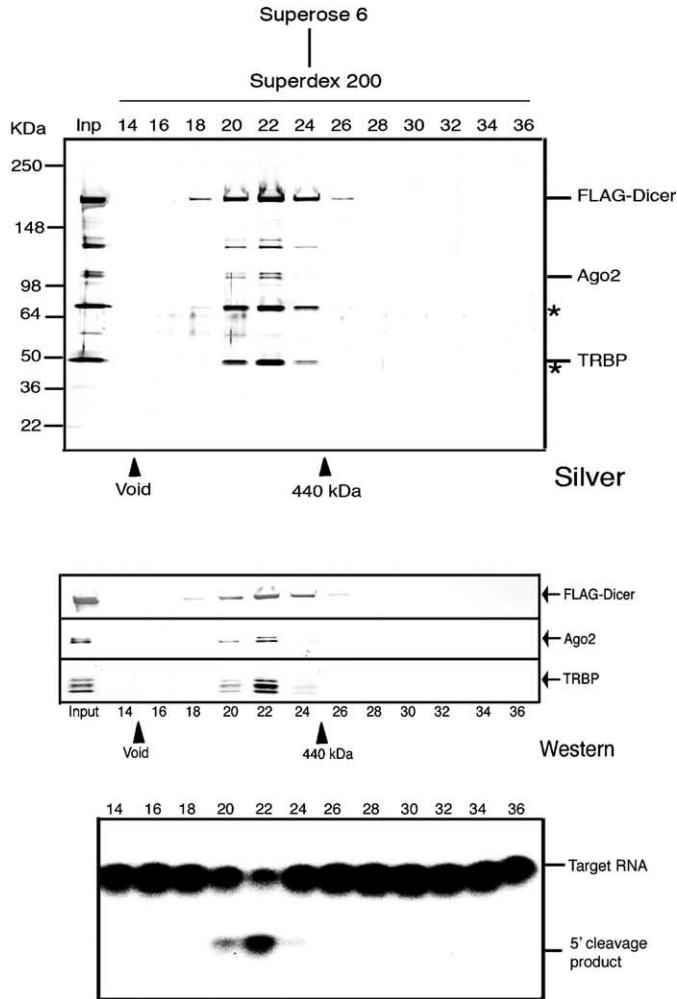 Superose 6
Superdex 200
KDa Inp 14 16 18 20 22 24 26 28 30 32 34 36
250
148
98
64
50
36
22
FLAG-Dicer
Ago2
*
TRBP
*
Void 440 kDa
Silver
FLAG-Dicer
Ago2
TRBP
Input 14 16 18 20 22 24 26 28 30 32 34 36
Void 440 kDa
Western
14 16 18 20 22 24 26 28 30 32 34 36
Target RNA
5' cleavage
product